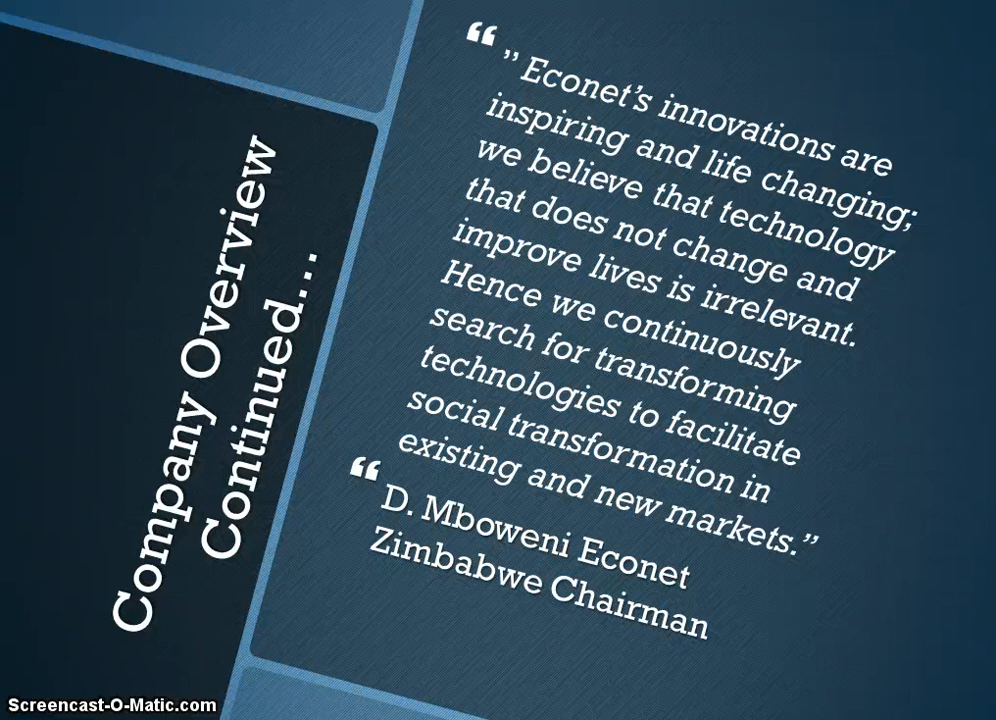 Company Overview
Continued...
“ ” Econet’s innovations are
inspiring and life changing;
we believe that technology
that does not change and
improve lives is irrelevant.
Hence we continuously
search for transforming
technologies to facilitate
social transformation in
existing and new markets.”
“ D. Mboweni Econet
Zimbabwe Chairman
Screencast-O-Matic.com